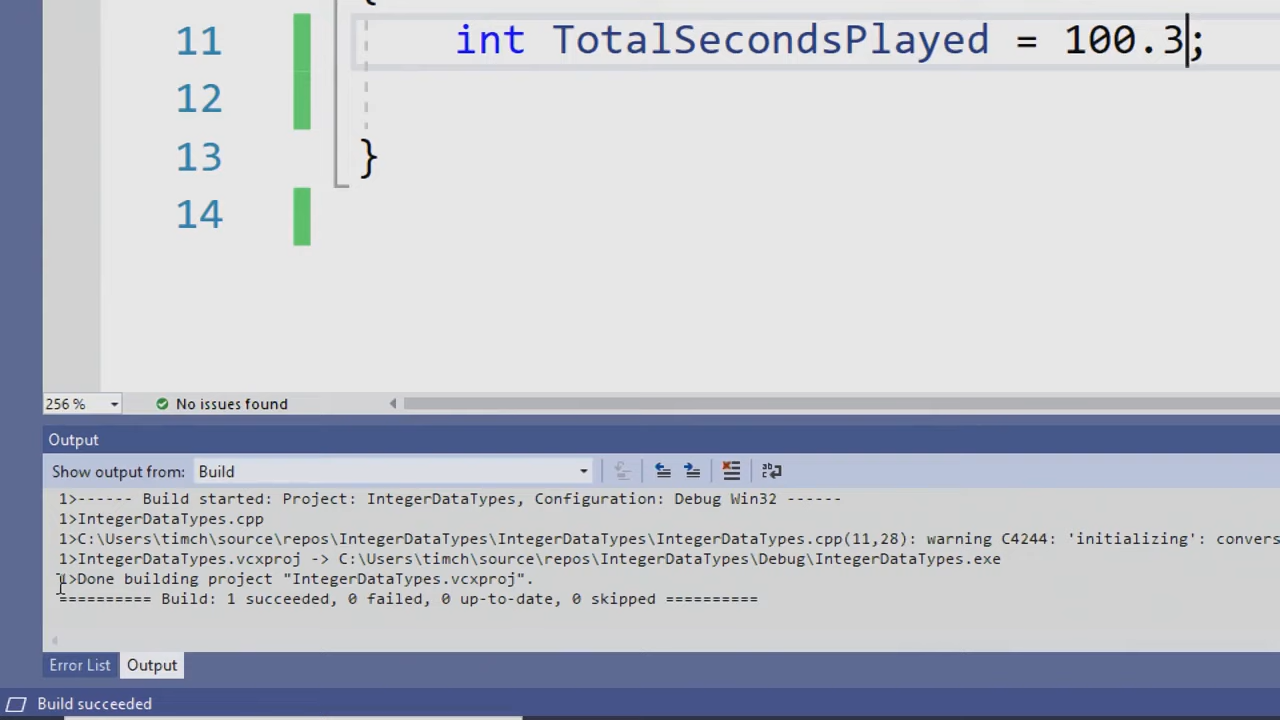 {
11 int TotalSecondsPlayed = 100.3;
12
13 }
14
256 % No issues found
Output
Show output from: Build
1>------ Build started: Project: IntegerDataTypes, Configuration: Debug Win32 ------
1>IntegerDataTypes.cpp
1>C:\Users\timch\source\repos\IntegerDataTypes\IntegerDataTypes\IntegerDataTypes.cpp(11,28): warning C4244: 'initializing': convers
1>IntegerDataTypes.vcxproj -> C:\Users\timch\source\repos\IntegerDataTypes\Debug\IntegerDataTypes.exe
1>Done building project "IntegerDataTypes.vcxproj".
========== Build: 1 succeeded, 0 failed, 0 up-to-date, 0 skipped ==========
Error List Output
Build succeeded